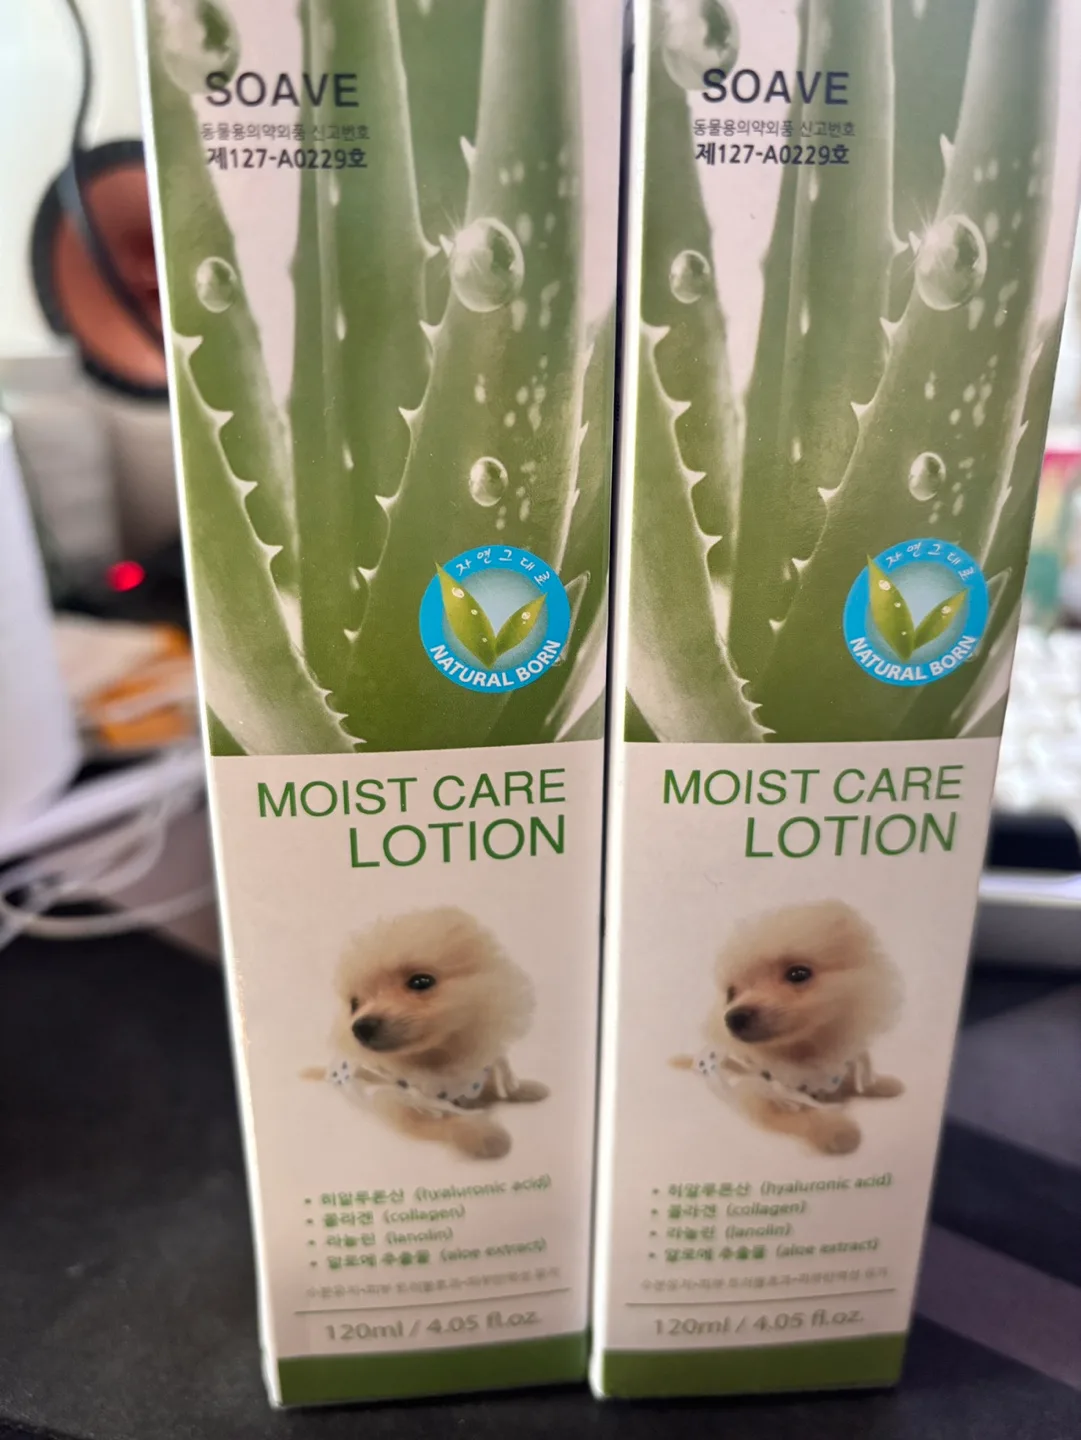 SOAVE
동물용의약외품 신고번호
제127-A0229호
자연그대로
NATURAL BORN
MOIST CARE
LOTION
• 히알루론산 (hyaluronic acid)
• 콜라겐 (collagen)
• 라놀린 (lanolin)
• 알로에 추출물 (aloe extract)
120ml / 4.05 fl.oz.
SOAVE
동물용의약외품 신고번호
제127-A0229호
자연그대로
NATURAL BORN
MOIST CARE
LOTION
• 히알루론산 (hyaluronic acid)
• 콜라겐 (collagen)
• 라놀린 (lanolin)
• 알로에 추출물 (aloe extract)
120ml / 4.05 fl.oz.